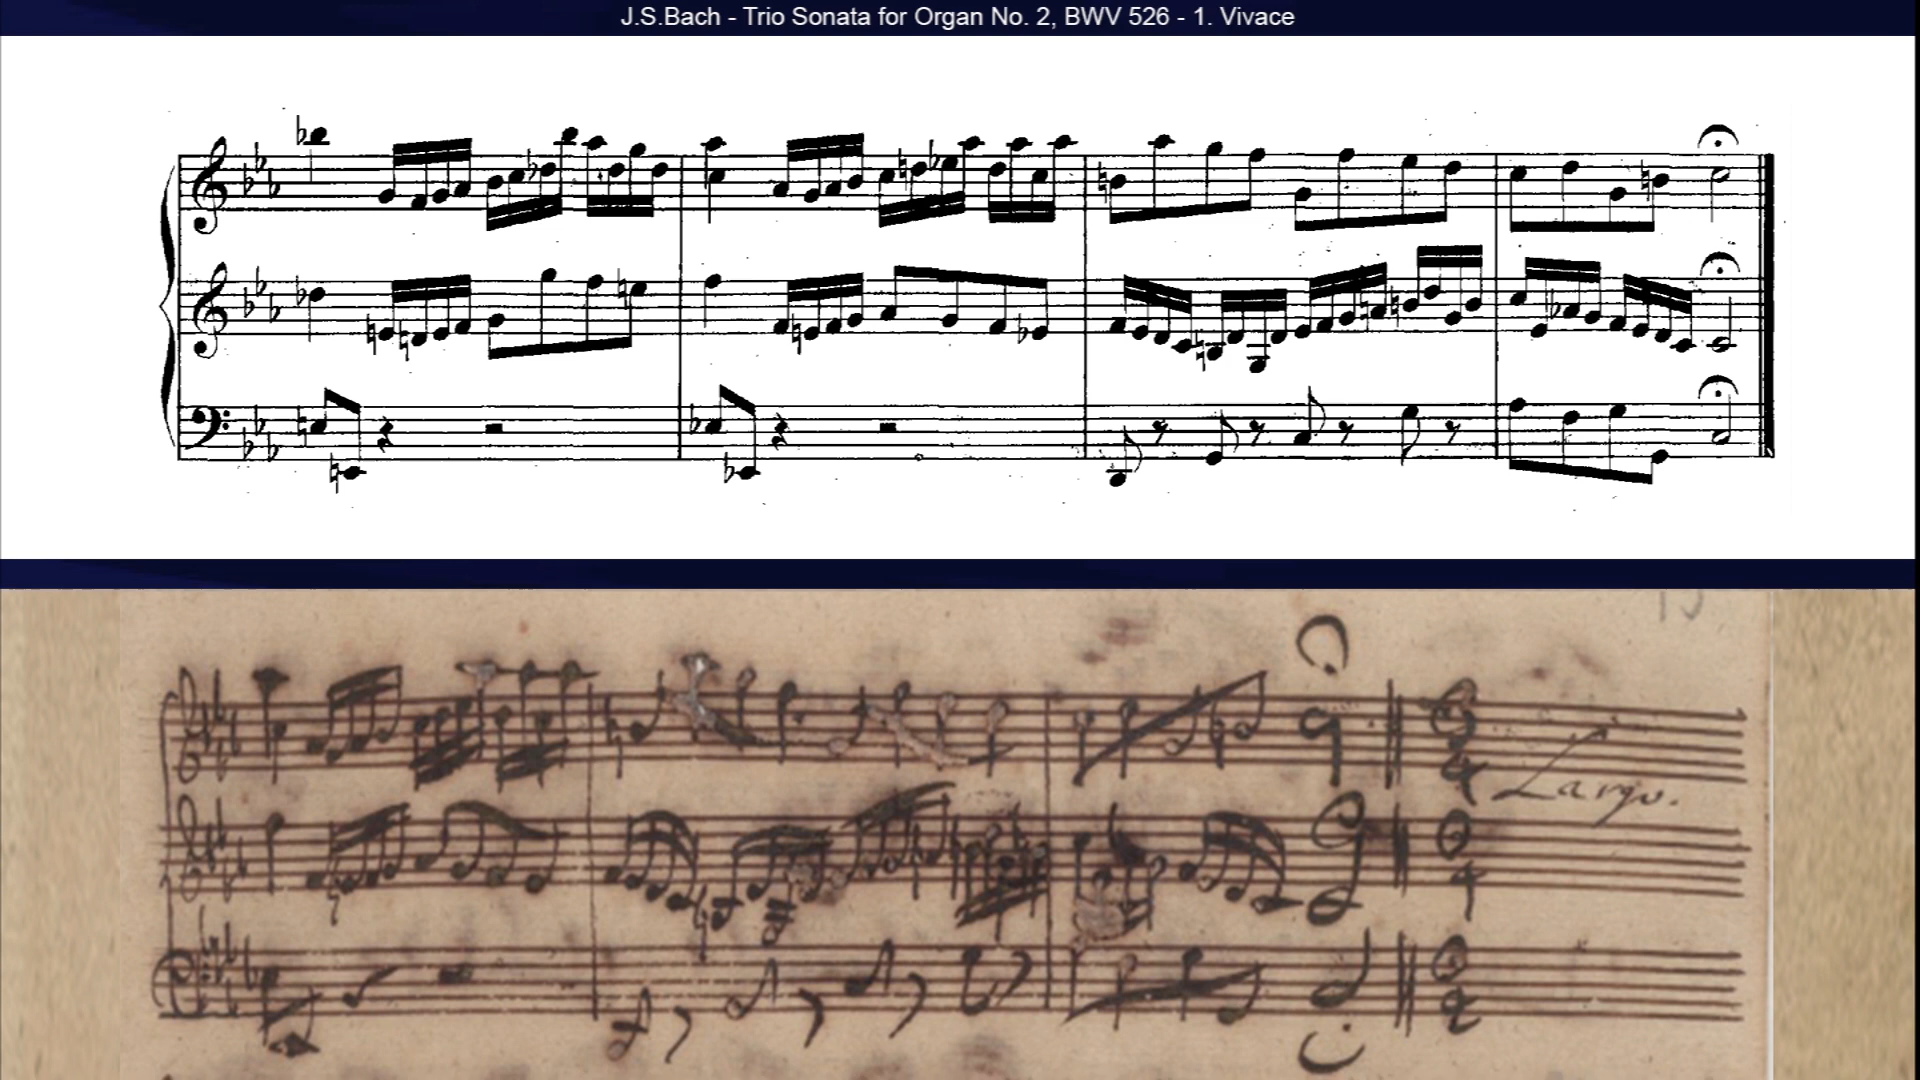 J.S.Bach - Trio Sonata for Organ No. 2, BWV 526 - 1. Vivace
Largo.